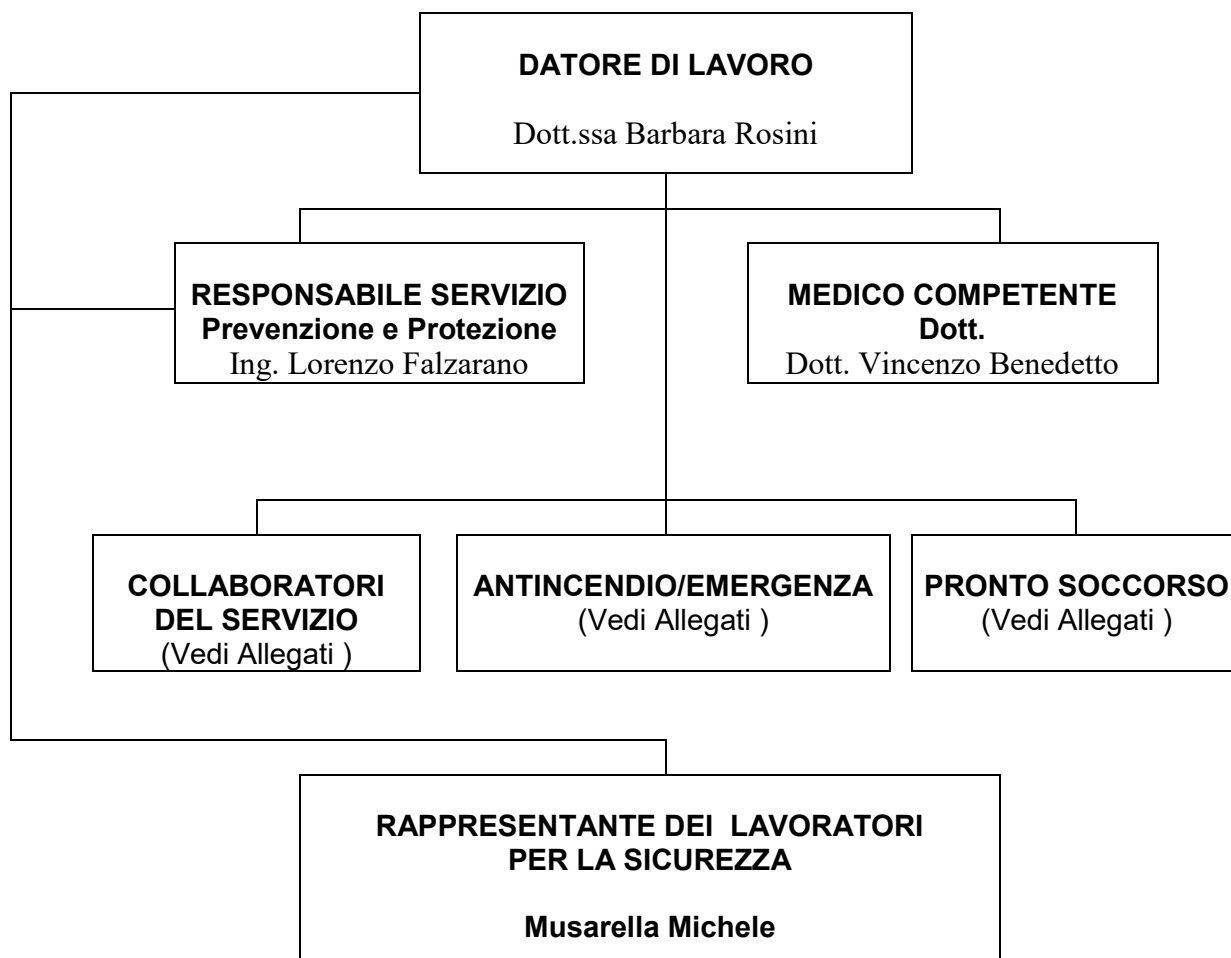 DATORE DI LAVORO
Dott.ssa Barbara Rosini
RESPONSABILE SERVIZIO
Prevenzione e Protezione
Ing. Lorenzo Falzarano
MEDICO COMPETENTE
Dott.
Dott. Vincenzo Benedetto
COLLABORATORI
DEL SERVIZIO
(Vedi Allegati )
ANTINCENDIO/EMERGENZA
(Vedi Allegati )
PRONTO SOCCORSO
(Vedi Allegati )
RAPPRESENTANTE DEI  LAVORATORI
PER LA SICUREZZA
Musarella Michele